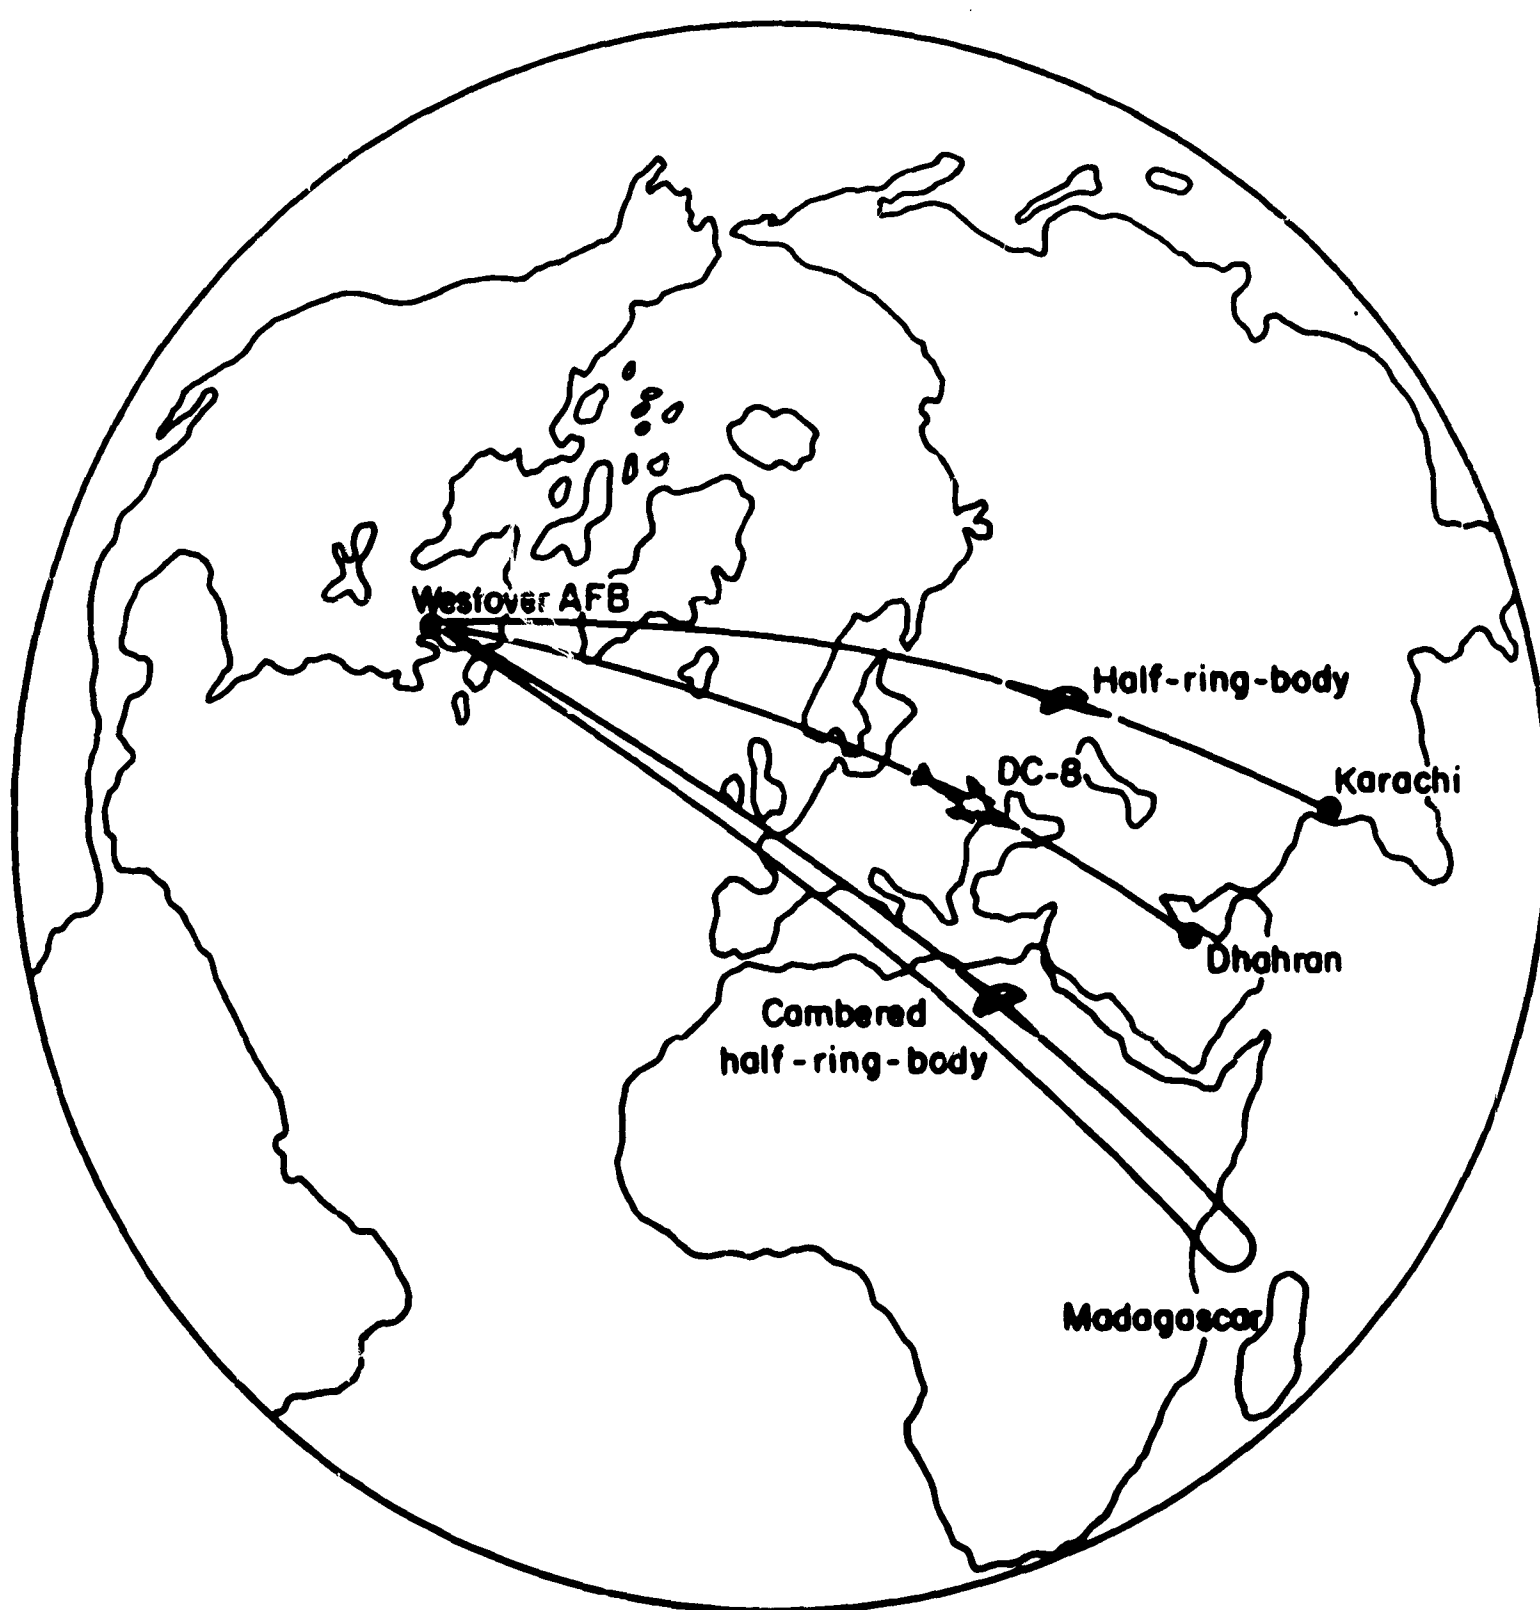 Westover AFB
Half-ring-body
DC-8
Karachi
Dhahran
Cambered
half-ring-body
Madagascar